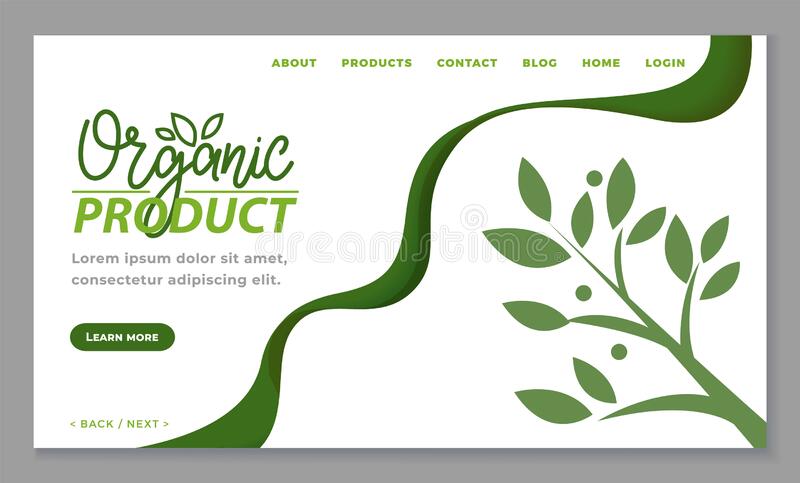 ABOUT PRODUCTS CONTACT BLOG HOME LOGIN
Organic
PRODUCT
Lorem ipsum dolor sit amet,
consectetur adipiscing elit.
LEARN MORE
< BACK / NEXT >
dreamstime